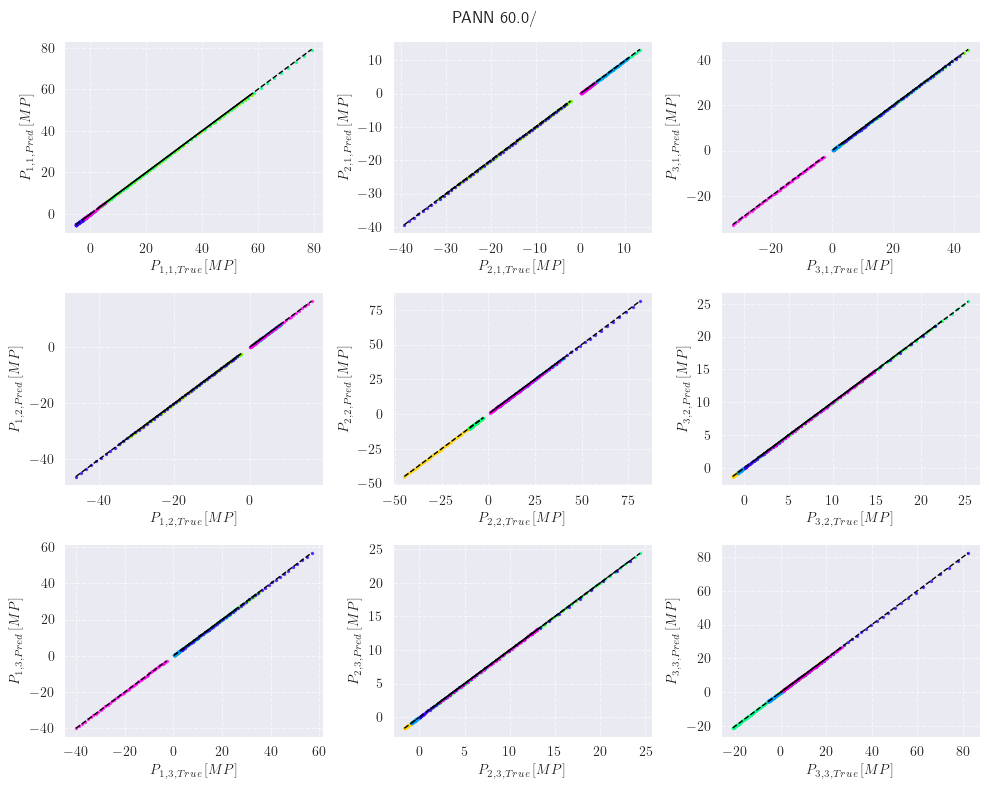 PANN 60.0/
80
60
40
20
0
P_{1,1,Pred} [MP]
0 20 40 60 80
P_{1,1,True} [MP]
10
0
−10
−20
−30
−40
P_{2,1,Pred} [MP]
−40 −30 −20 −10 0 10
P_{2,1,True} [MP]
40
20
0
−20
P_{3,1,Pred} [MP]
−20 0 20 40
P_{3,1,True} [MP]
0
−20
−40
P_{1,2,Pred} [MP]
−40 −20 0
P_{1,2,True} [MP]
75
50
25
0
−25
−50
P_{2,2,Pred} [MP]
−50 −25 0 25 50 75
P_{2,2,True} [MP]
25
20
15
10
5
0
P_{3,2,Pred} [MP]
0 5 10 15 20 25
P_{3,2,True} [MP]
60
40
20
0
−20
−40
P_{1,3,Pred} [MP]
−40 −20 0 20 40 60
P_{1,3,True} [MP]
25
20
15
10
5
0
P_{2,3,Pred} [MP]
0 5 10 15 20 25
P_{2,3,True} [MP]
80
60
40
20
0
−20
P_{3,3,Pred} [MP]
−20 0 20 40 60 80
P_{3,3,True} [MP]